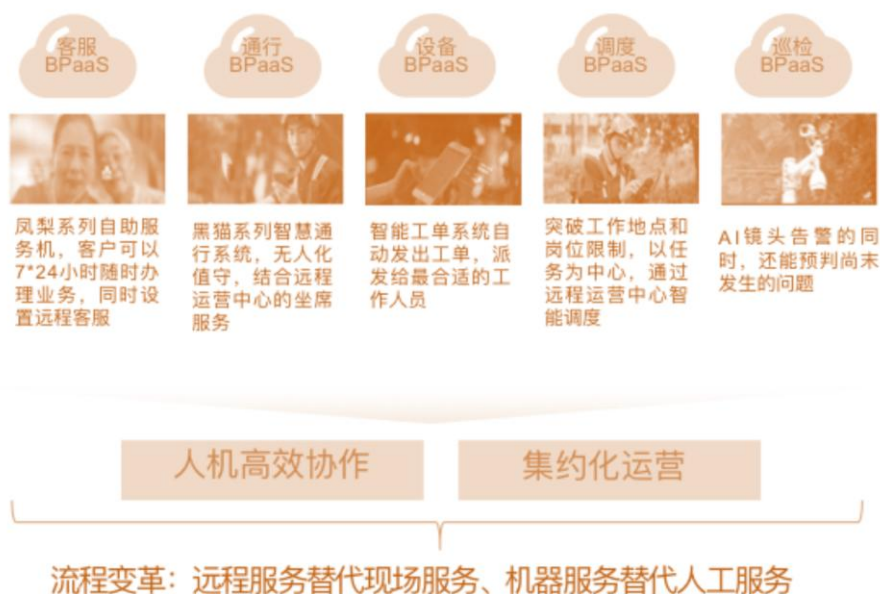 客服
BPaaS
通行
BPaaS
设备
BPaaS
调度
BPaaS
巡检
BPaaS
凤梨系列自助服
务机，客户可以
7*24小时随时办
理业务，同时设
置远程客服
黑猫系列智慧通
行系统，无人化
值守，结合远程
运营中心的坐席
服务
智能工单系统自
动发出工单，派
发给最合适的工
作人员
突破工作地点和
岗位限制，以任
务为中心，通过
远程运营中心智
能调度
AI镜头告警的同
时，还能预判尚未
发生的问题
人机高效协作
集约化运营
流程变革：远程服务替代现场服务、机器服务替代人工服务